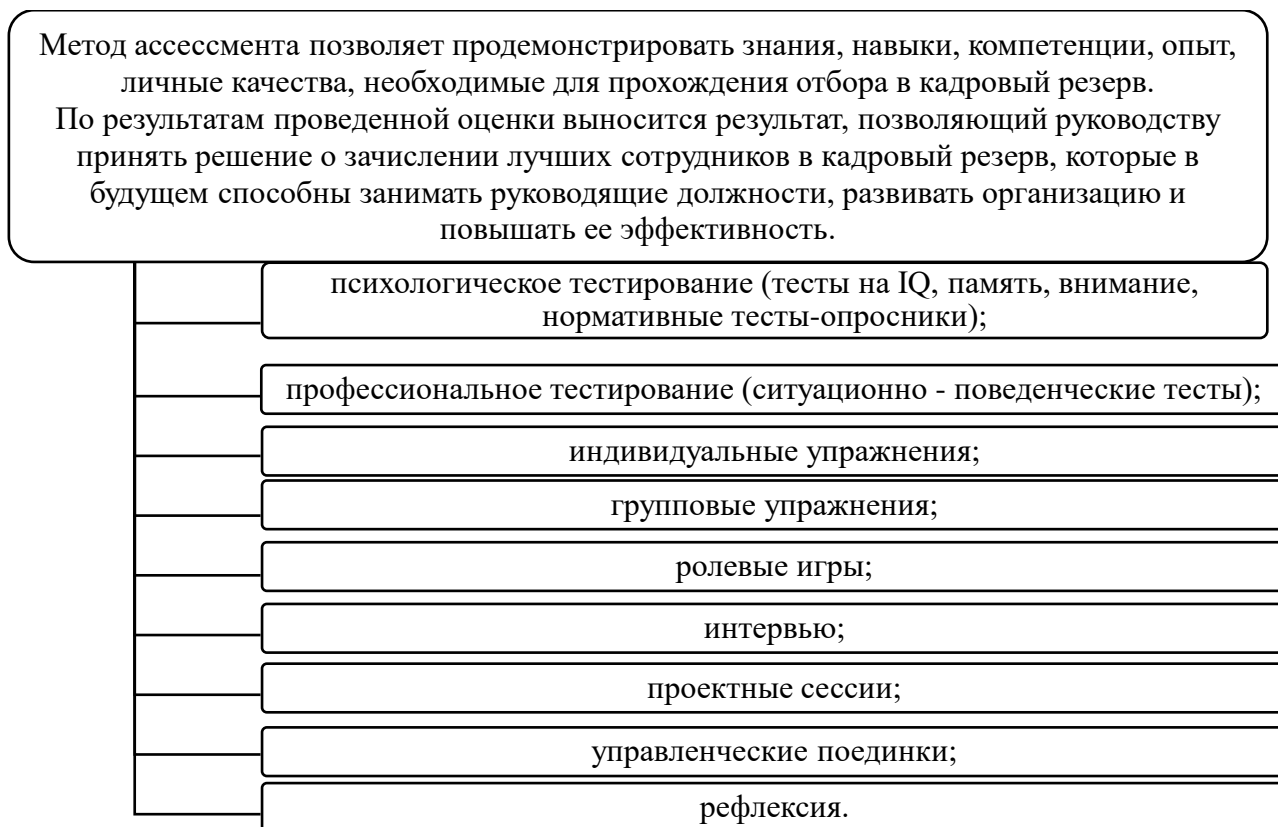 Метод ассессмента позволяет продемонстрировать знания, навыки, компетенции, опыт,
личные качества, необходимые для прохождения отбора в кадровый резерв.
По результатам проведенной оценки выносится результат, позволяющий руководству
принять решение о зачислении лучших сотрудников в кадровый резерв, которые в
будущем способны занимать руководящие должности, развивать организацию и
повышать ее эффективность.
психологическое тестирование (тесты на IQ, память, внимание,
нормативные тесты-опросники);
профессиональное тестирование (ситуационно - поведенческие тесты);
индивидуальные упражнения;
групповые упражнения;
ролевые игры;
интервью;
проектные сессии;
управленческие поединки;
рефлексия.